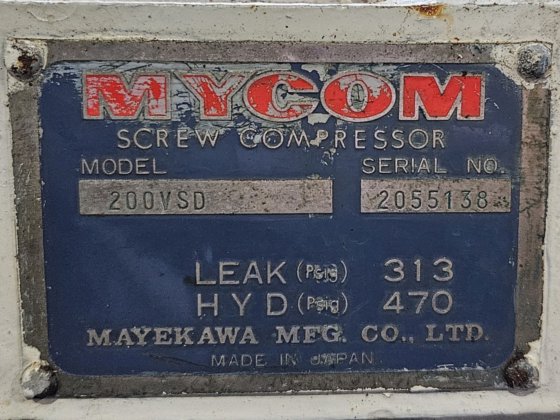 MYCOM
SCREW COMPRESSOR
MODEL SERIAL NO.
200VSD 2055138
LEAK (Psig) 313
HYD (Psig) 470
MAYEKAWA MFG. CO., LTD.
MADE IN JAPAN